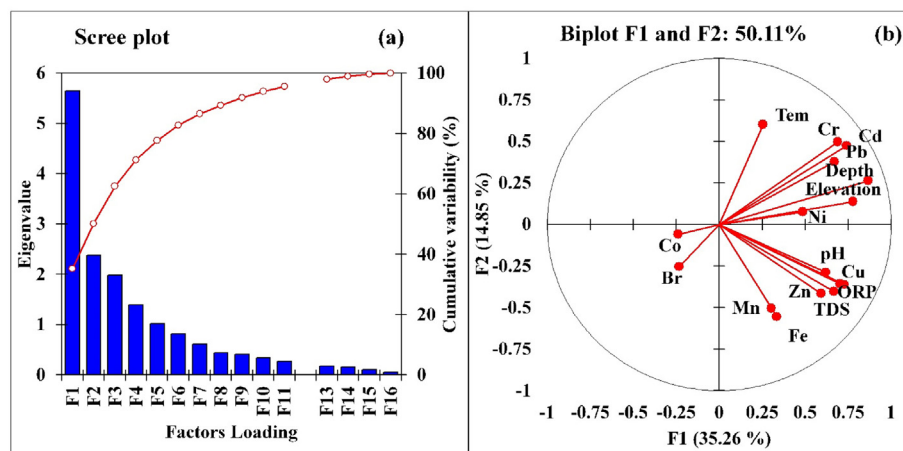 Scree plot
(a)
6
5
4
3
2
1
0
Eigenvalue
100
80
60
40
20
0
Cumulative variability (%)
F1
F2
F3
F4
F5
F6
F7
F8
F9
F10
F11
F13
F14
F15
F16
Factors Loading
Biplot F1 and F2: 50.11%
(b)
1
0.75
0.5
0.25
0
-0.25
-0.5
-0.75
-1
F2 (14.85 %)
Tem
Cr
Cd
Pb
Depth
Elevation
Ni
Co
Br
pH
Cu
Zn
ORP
TDS
Mn
Fe
-1
-0.75
-0.5
-0.25
0
0.25
0.5
0.75
1
F1 (35.26 %)